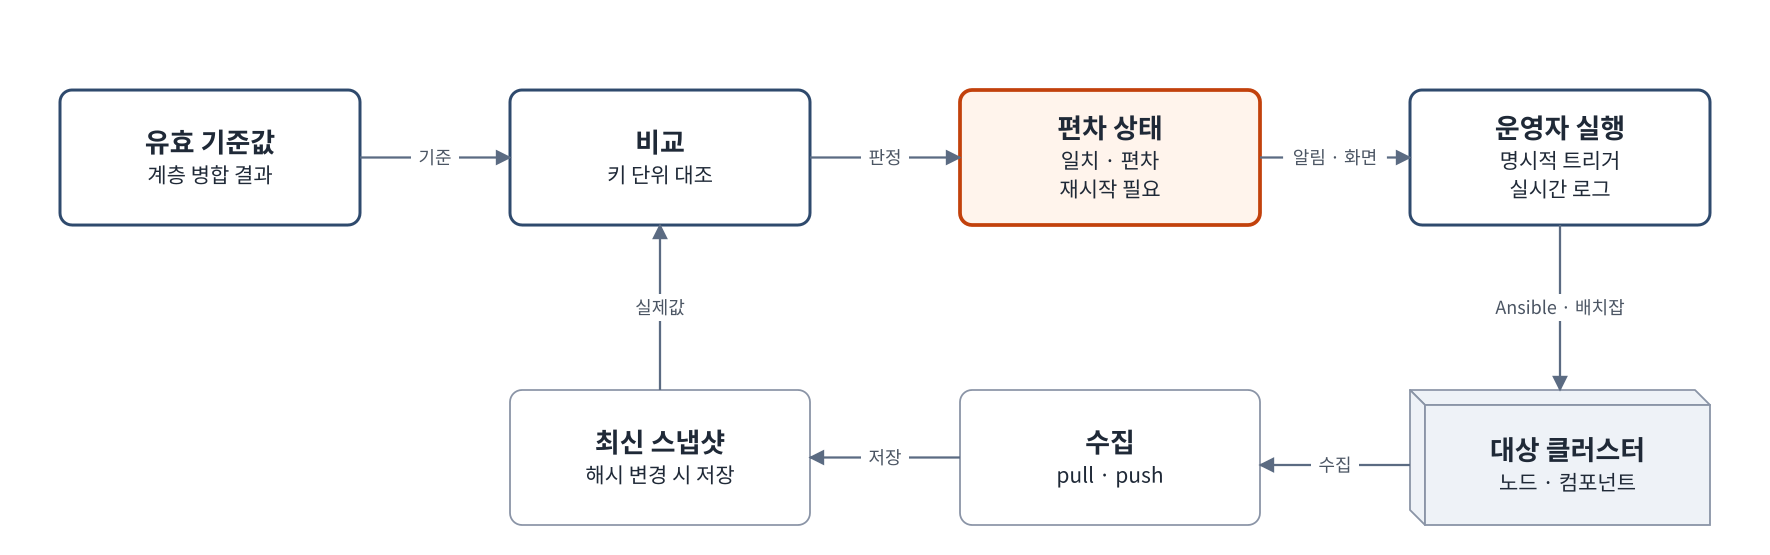 유효 기준값
계층 병합 결과
기준
비교
키 단위 대조
판정
편차 상태
일치 · 편차
재시작 필요
알림 · 화면
운영자 실행
명시적 트리거
실시간 로그
실제값
Ansible · 배치잡
최신 스냅샷
해시 변경 시 저장
저장
수집
pull · push
수집
대상 클러스터
노드 · 컴포넌트